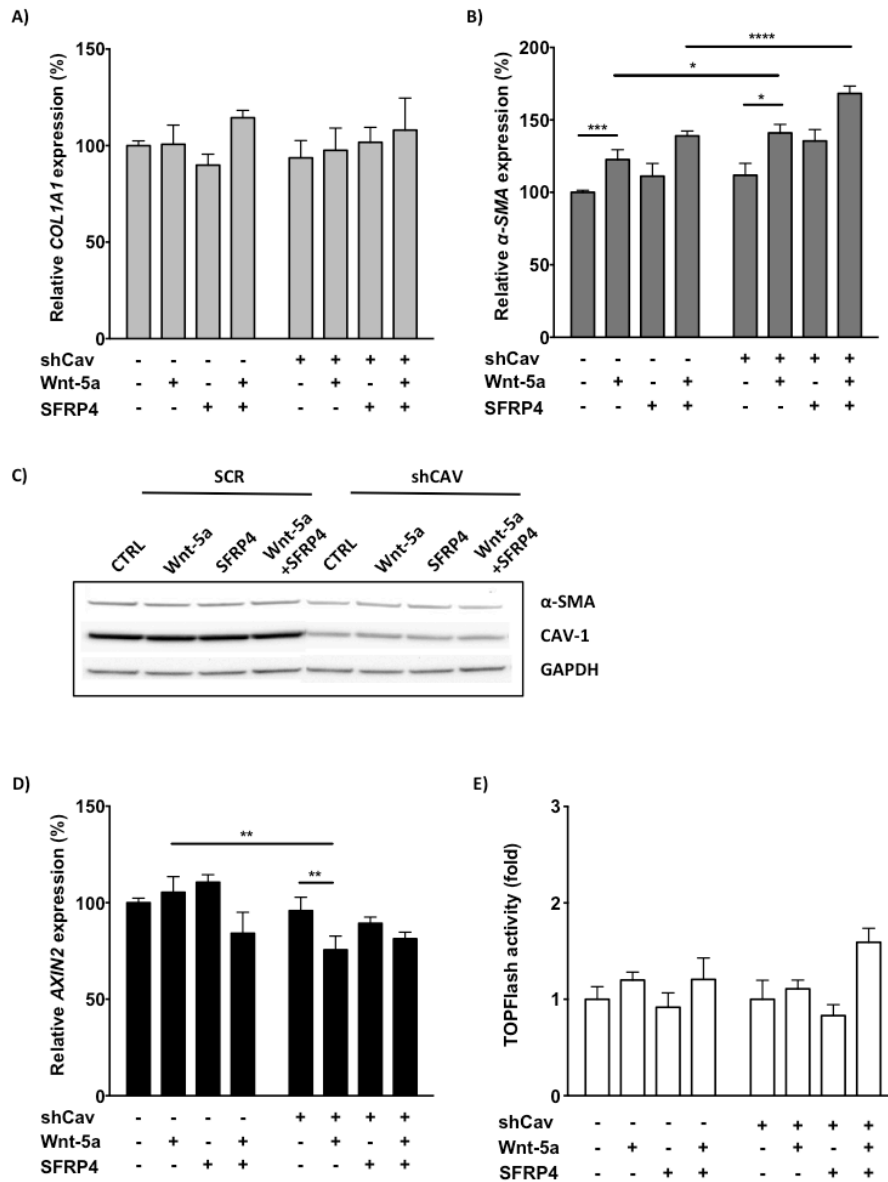 A)
Relative COL1A1 expression (%)
150
100
50
0
shCav - - - - + + + +
Wnt-5a - + - + - + - +
SFRP4 - - + + - - + +
B)
Relative α-SMA expression (%)
200
150
100
50
0
*** * **** *
shCav - - - - + + + +
Wnt-5a - + - + - + - +
SFRP4 - - + + - - + +
C)
SCR shCAV
CTRL Wnt-5a SFRP4 Wnt-5a +SFRP4 CTRL Wnt-5a SFRP4 Wnt-5a +SFRP4
α-SMA
CAV-1
GAPDH
D)
Relative AXIN2 expression (%)
150
100
50
0
**
**
shCav - - - - + + + +
Wnt-5a - + - + - + - +
SFRP4 - - + + - - + +
E)
TOPFlash activity (fold)
3
2
1
0
shCav - - - - + + + +
Wnt-5a - + - + - + - +
SFRP4 - - + + - - + +